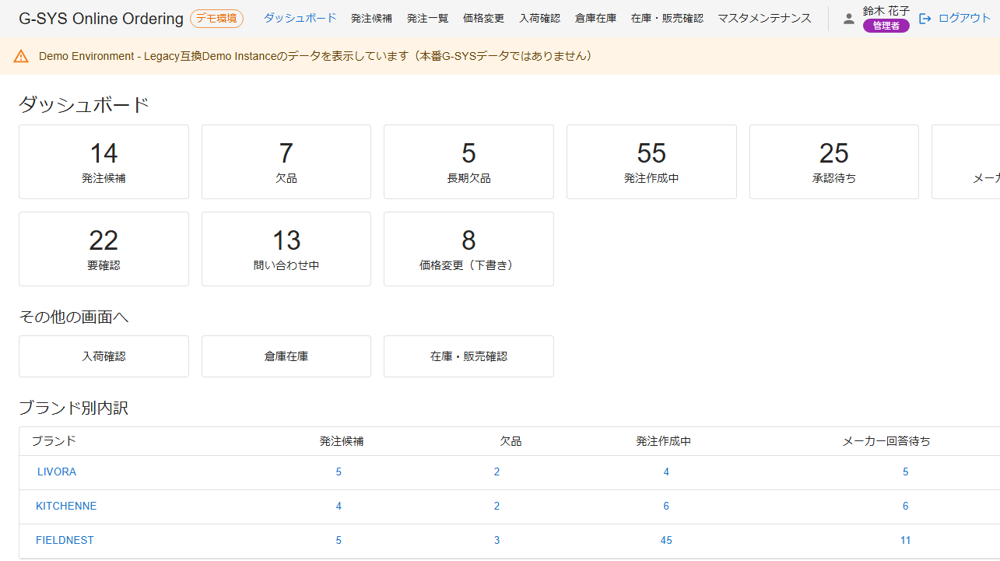 G-SYS Online Ordering デモ環境 ダッシュボード 発注候補 発注一覧 価格変更 入荷確認 倉庫在庫 在庫・販売確認 マスタメンテナンス 鈴木 花子 管理者 ログアウト
Demo Environment - Legacy互換Demo Instanceのデータを表示しています（本番G-SYSデータではありません）
ダッシュボード
14 7 5 55 25
発注候補 欠品 長期欠品 発注作成中 承認待ち メーカ
22 13 8
要確認 問い合わせ中 価格変更（下書き）
その他の画面へ
入荷確認 倉庫在庫 在庫・販売確認
ブランド別内訳
ブランド 発注候補 欠品 発注作成中 メーカー回答待ち
LIVORA 5 2 4 5
KITCHENNE 4 2 6 6
FIELDNEST 5 3 45 11